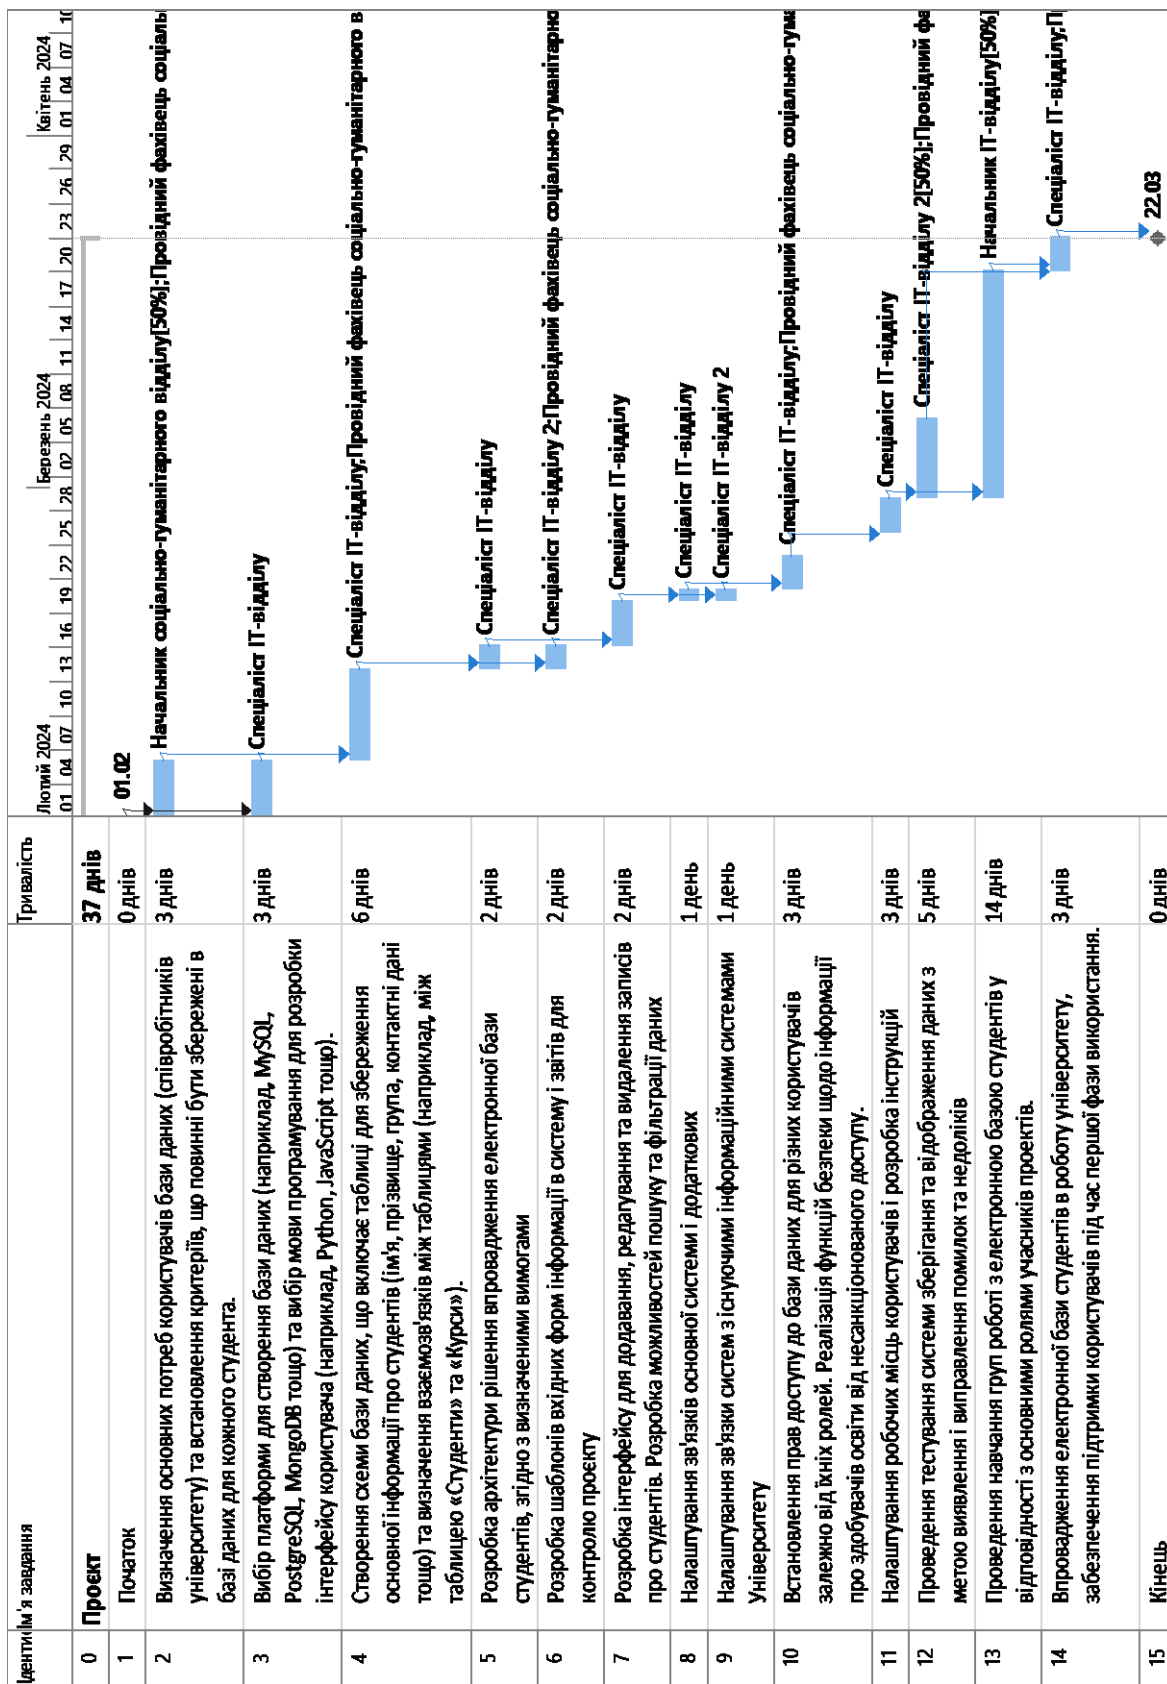 Іденти Ім'я завдання Тривалість
Лютий 2024 Березень 2024 Квітень 2024
01 04 07 10 13 16 19 22 25 28 02 05 08 11 14 17 20 23 26 29 01 04 07 10
0 Проєкт 37 днів
1 Початок 0 днів 01.02
2 Визначення основних потреб користувачів бази даних (співробітників
університету) та встановлення критеріїв, що повинні бути збережені в
базі даних для кожного студента.
3 днів
Начальник соціально-гуманітарного відділу[50%];Провідний фахівець соціаль
3 Вибір платформи для створення бази даних (наприклад, MySQL,
PostgreSQL, MongoDB тощо) та вибір мови програмування для розробки
інтерфейсу користувача (наприклад, Python, JavaScript тощо).
3 днів
Спеціаліст ІТ-відділу
4 Створення схеми бази даних, що включає таблиці для збереження
основної інформації про студентів (ім'я, прізвище, група, контактні дані
тощо) та визначення взаємозв'язків між таблицями (наприклад, між
таблицею «Студенти» та «Курси»).
6 днів
Спеціаліст ІТ-відділу;Провідний фахівець соціально-гуманітарного в
5 Розробка архітектури рішення впровадження електронної бази
студентів, згідно з визначеними вимогами
2 днів
Спеціаліст ІТ-відділу
6 Розробка шаблонів вхідних форм інформації в систему і звітів для
контролю проєкту
2 днів
Спеціаліст ІТ-відділу 2;Провідний фахівець соціально-гуманітарно
7 Розробка інтерфейсу для додавання, редагування та видалення записів
про студентів. Розробка можливостей пошуку та фільтрації даних
2 днів
Спеціаліст ІТ-відділу
8 Налаштування зв'язків основної системи і додаткових
1 день
Спеціаліст ІТ-відділу
9 Налаштування зв'язки систем з існуючими інформаційними системами
Університету
1 день
Спеціаліст ІТ-відділу 2
10 Встановлення прав доступу до бази даних для різних користувачів
залежно від їхніх ролей. Реалізація функцій безпеки щодо інформації
про здобувачів освіти від несанкціонованого доступу.
3 днів
Спеціаліст ІТ-відділу;Провідний фахівець соціально-гума
11 Налаштування робочих місць користувачів і розробка інструкцій
3 днів
Спеціаліст ІТ-відділу
12 Проведення тестування системи зберігання та відображення даних з
метою виявлення і виправлення помилок та недоліків
5 днів
Спеціаліст ІТ-відділу 2[50%];Провідний фа
13 Проведення навчання груп роботі з електронною базою студентів у
відповідності з основними ролями учасників проектів.
14 днів
Начальник ІТ-відділу[50%
14 Впровадження електронної бази студентів в роботу університету,
забезпечення підтримки користувачів під час першої фази використання.
3 днів
Спеціаліст ІТ-відділу;П
15 Кінець 0 днів 22.03